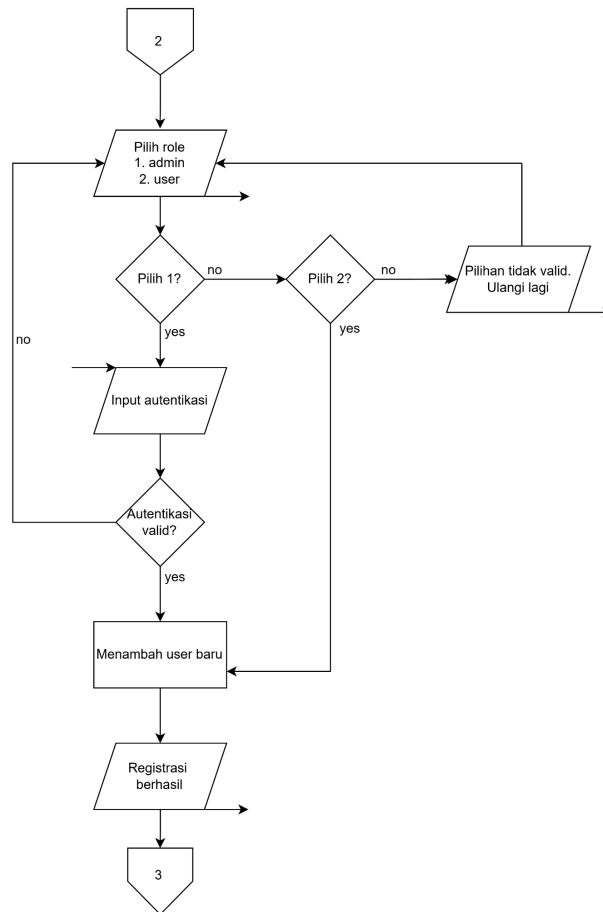 2
Pilih role
1. admin
2. user
Pilih 1?
no
Pilih 2?
no
Pilihan tidak valid.
Ulangi lagi
yes
yes
no
Input autentikasi
Autentikasi
valid?
yes
Menambah user baru
Registrasi
berhasil
3